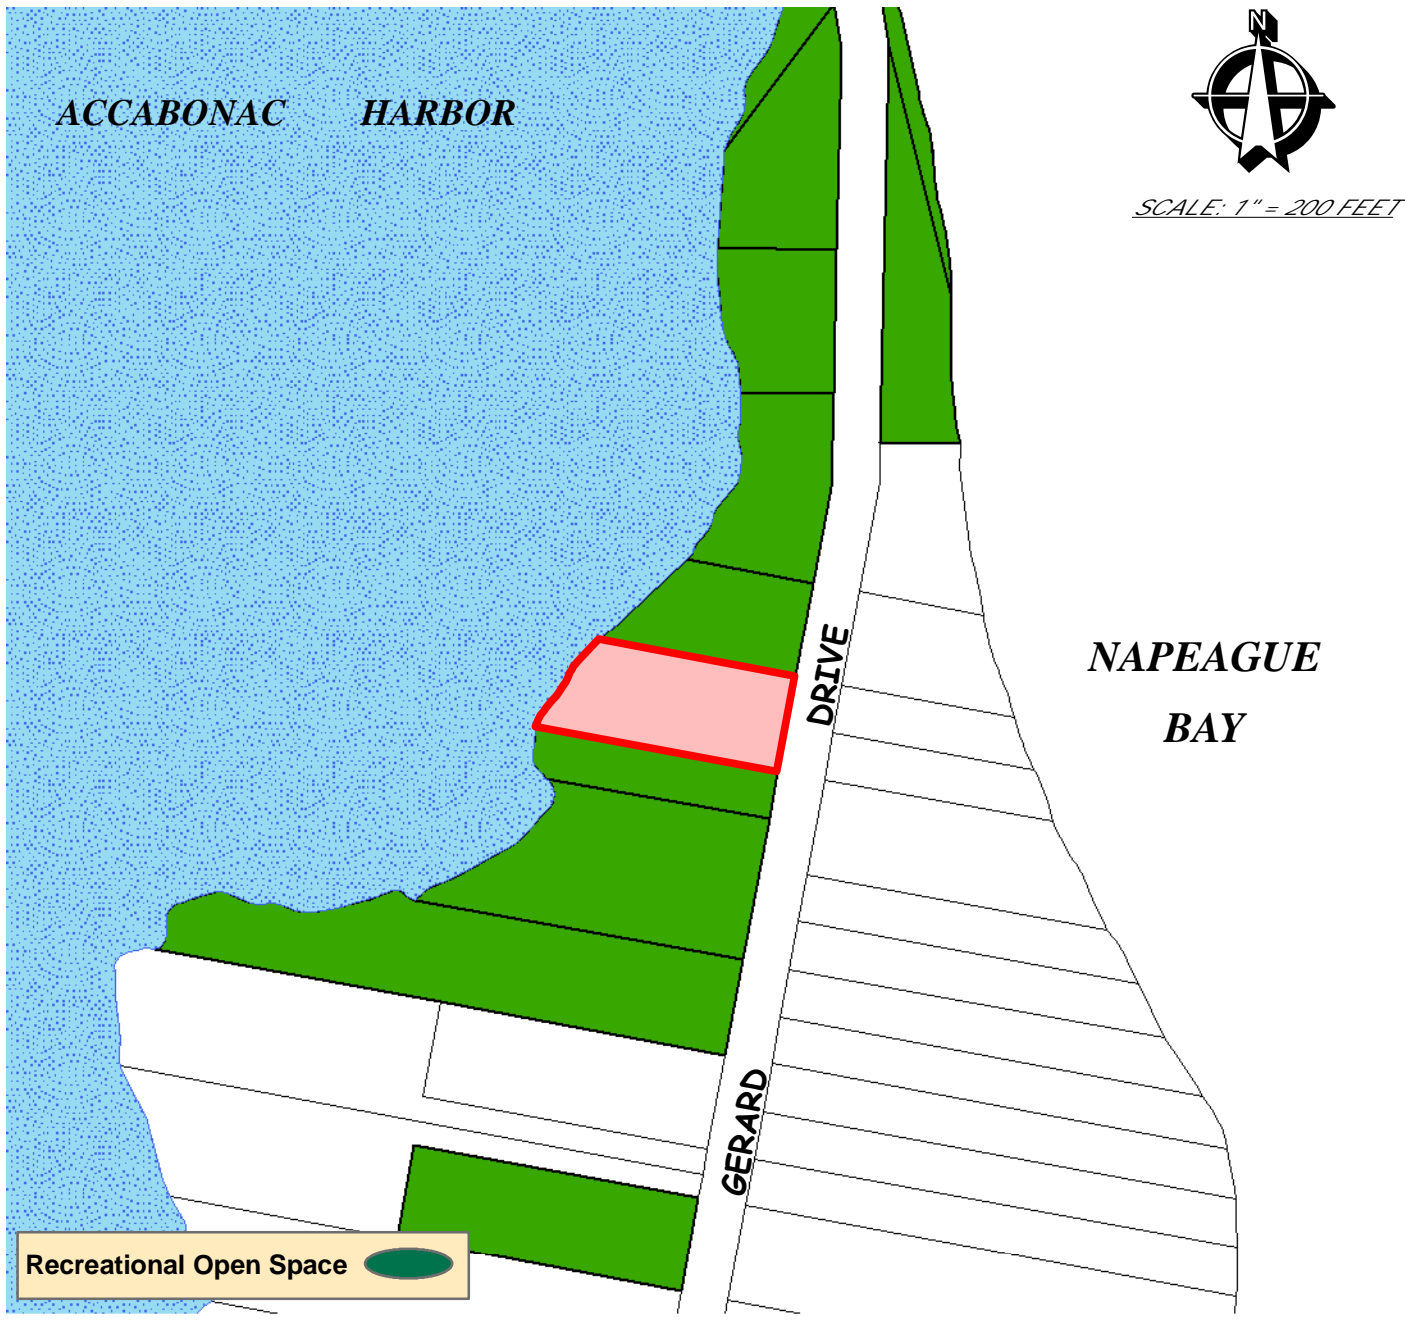 N
ACCABONAC HARBOR
SCALE: 1" = 200 FEET
DRIVE
NAPEAGUE
BAY
GERARD
Recreational Open Space